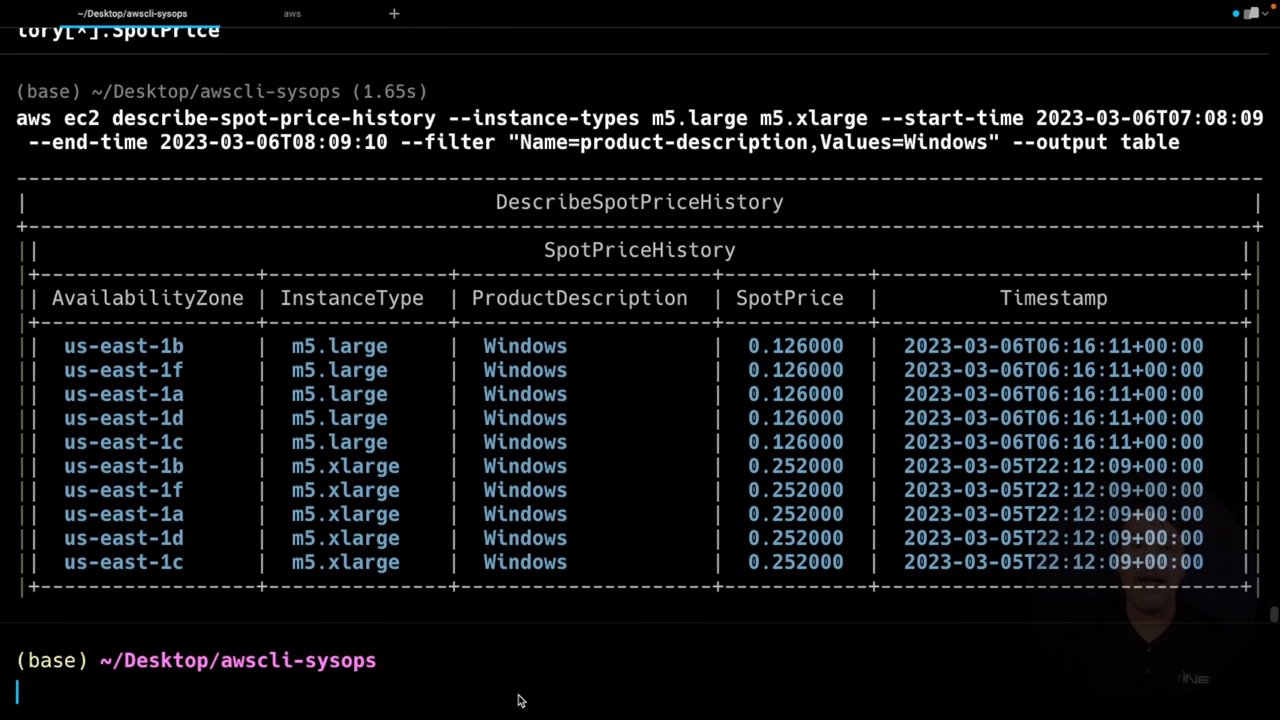 ~/Desktop/awscli-sysops aws +
tory[*].SpotPrice
(base) ~/Desktop/awscli-sysops (1.65s)
aws ec2 describe-spot-price-history --instance-types m5.large m5.xlarge --start-time 2023-03-06T07:08:09
--end-time 2023-03-06T08:09:10 --filter "Name=product-description,Values=Windows" --output table
DescribeSpotPriceHistory
SpotPriceHistory
AvailabilityZone | InstanceType | ProductDescription | SpotPrice | Timestamp
us-east-1b | m5.large | Windows | 0.126000 | 2023-03-06T06:16:11+00:00
us-east-1f | m5.large | Windows | 0.126000 | 2023-03-06T06:16:11+00:00
us-east-1a | m5.large | Windows | 0.126000 | 2023-03-06T06:16:11+00:00
us-east-1d | m5.large | Windows | 0.126000 | 2023-03-06T06:16:11+00:00
us-east-1c | m5.large | Windows | 0.126000 | 2023-03-06T06:16:11+00:00
us-east-1b | m5.xlarge | Windows | 0.252000 | 2023-03-05T22:12:09+00:00
us-east-1f | m5.xlarge | Windows | 0.252000 | 2023-03-05T22:12:09+00:00
us-east-1a | m5.xlarge | Windows | 0.252000 | 2023-03-05T22:12:09+00:00
us-east-1d | m5.xlarge | Windows | 0.252000 | 2023-03-05T22:12:09+00:00
us-east-1c | m5.xlarge | Windows | 0.252000 | 2023-03-05T22:12:09+00:00
(base) ~/Desktop/awscli-sysops
INE